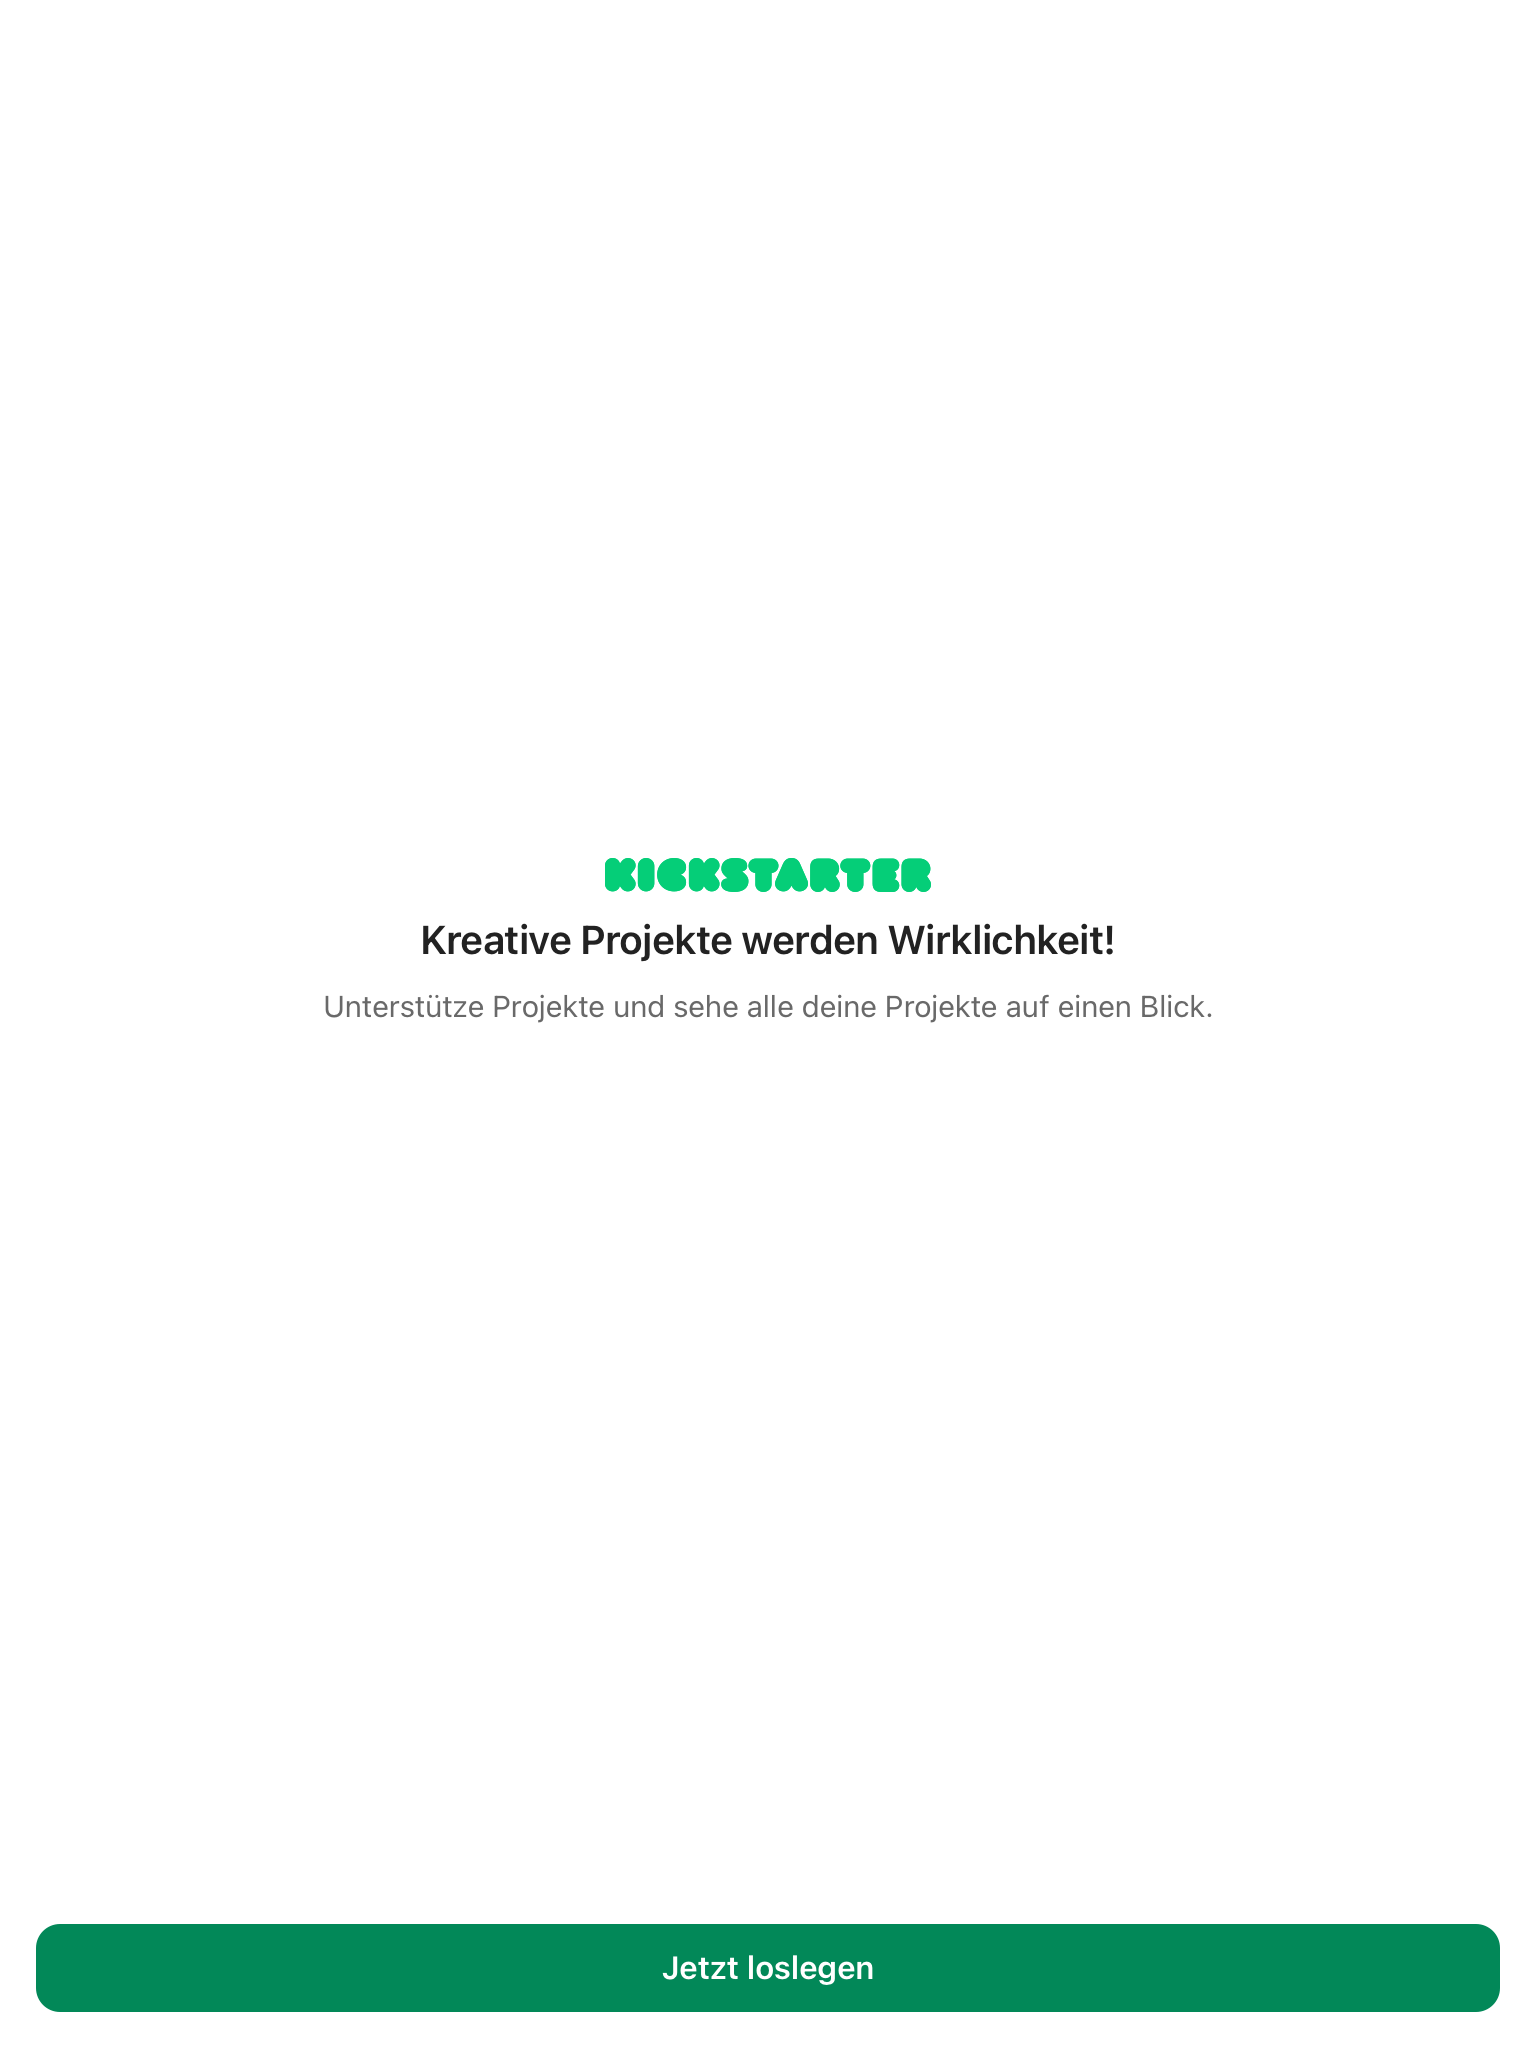 KICKSTARTER
Kreative Projekte werden Wirklichkeit!
Unterstütze Projekte und sehe alle deine Projekte auf einen Blick.
Jetzt loslegen